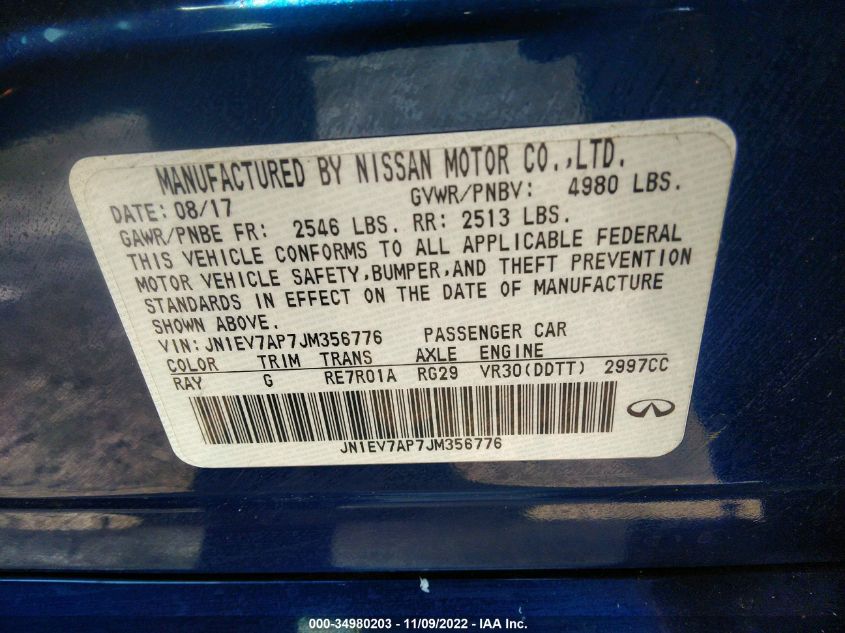 MANUFACTURED BY NISSAN MOTOR CO.,LTD.
DATE: 08/17 GVWR/PNBV: 4980 LBS.
GAWR/PNBE FR: 2546 LBS. RR: 2513 LBS.
THIS VEHICLE CONFORMS TO ALL APPLICABLE FEDERAL
MOTOR VEHICLE SAFETY,BUMPER,AND THEFT PREVENTION
STANDARDS IN EFFECT ON THE DATE OF MANUFACTURE
SHOWN ABOVE.
VIN: JN1EV7AP7JM356776 PASSENGER CAR
COLOR TRIM TRANS AXLE ENGINE
RAY G RE7R01A RG29 VR30(DDTT) 2997CC
JN1EV7AP7JM356776
000-34980203 - 11/09/2022 - IAA Inc.